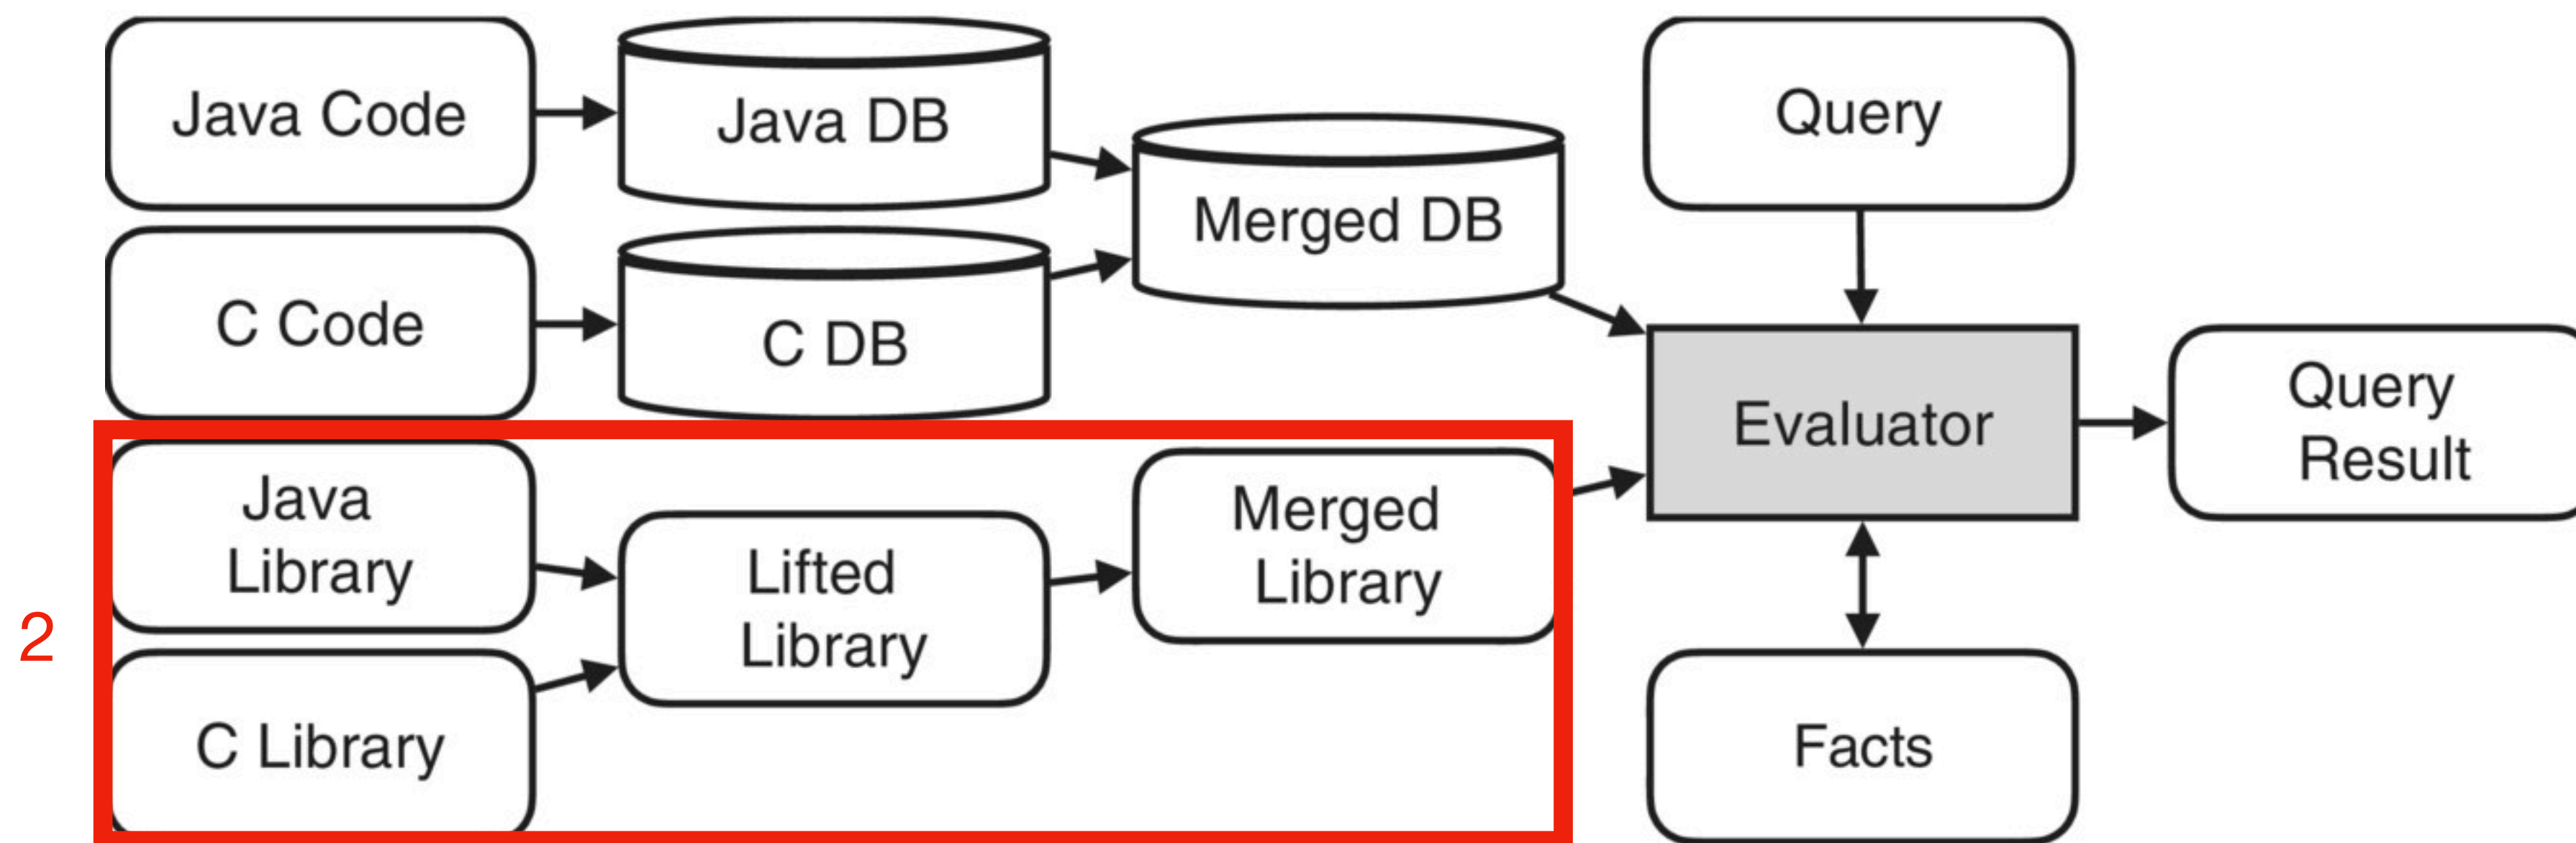 Java Code
Java DB
Query
Merged DB
C Code
C DB
Evaluator
Query
Result
Java
Library
Lifted
Library
Merged
Library
2
C Library
Facts